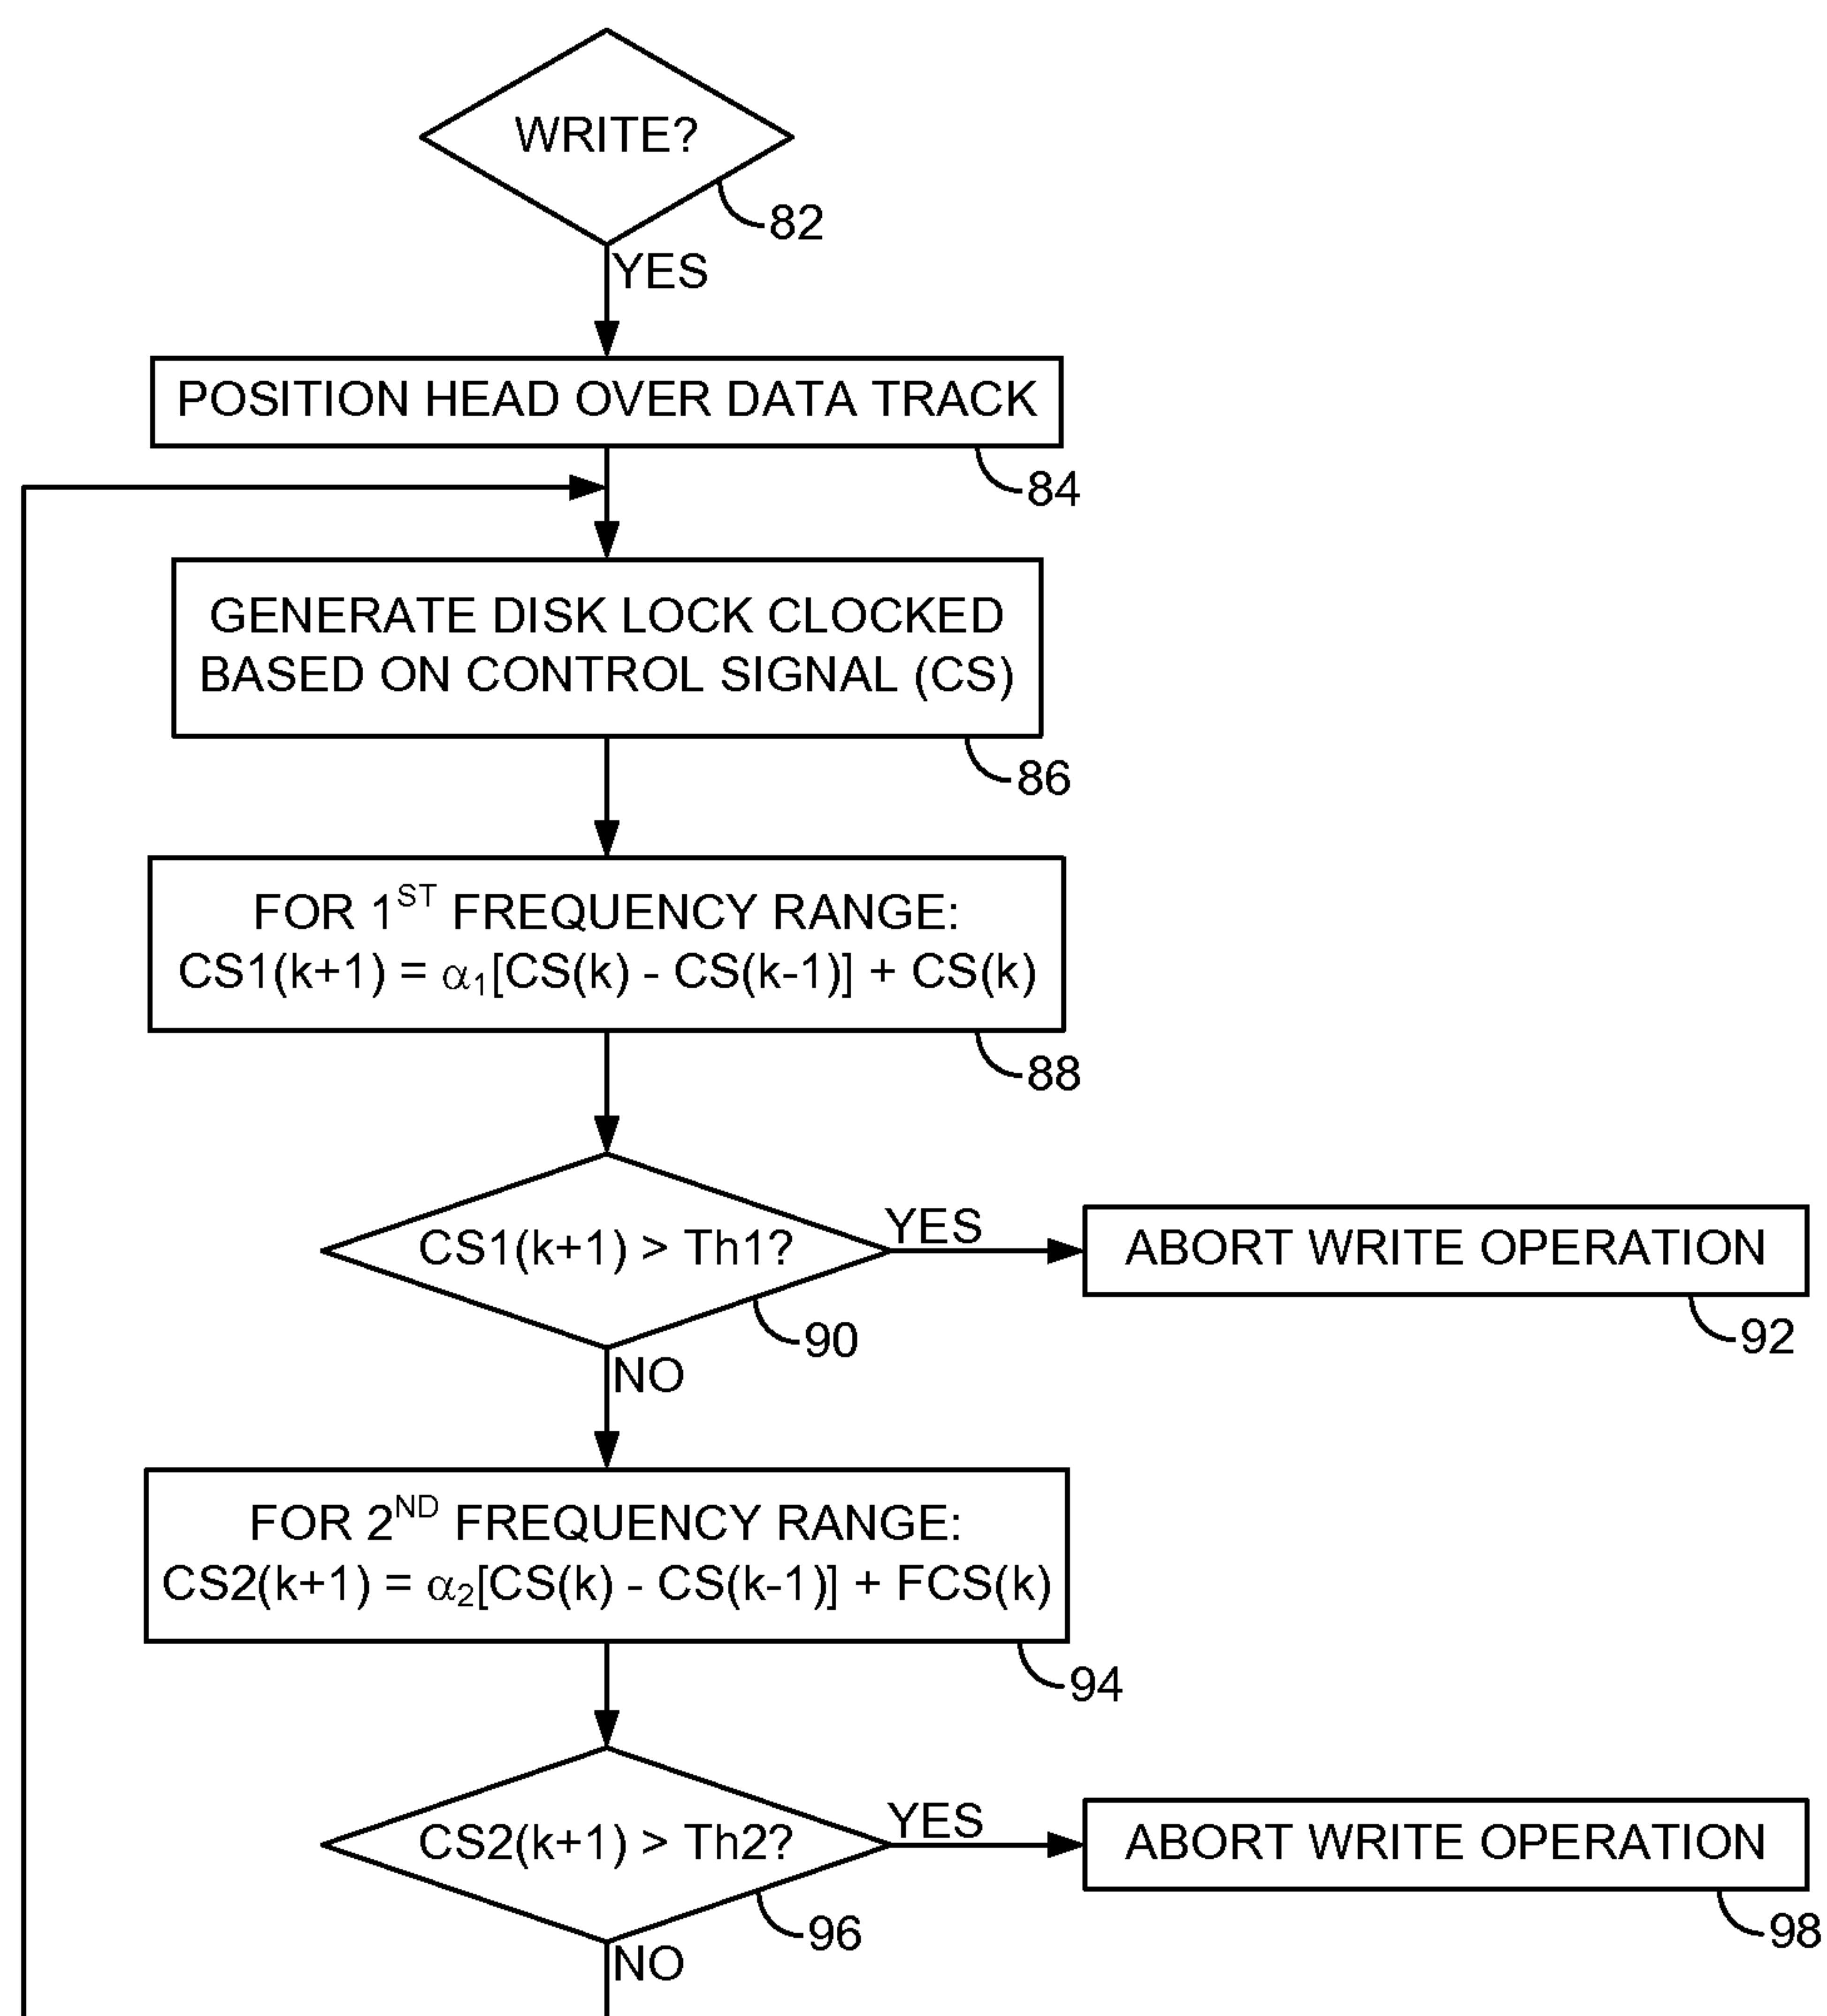 WRITE?
82
YES
POSITION HEAD OVER DATA TRACK
84
GENERATE DISK LOCK CLOCKED
BASED ON CONTROL SIGNAL (CS)
86
FOR 1ST FREQUENCY RANGE:
CS1(k+1) = α1[CS(k) - CS(k-1)] + CS(k)
88
CS1(k+1) > Th1?
YES
ABORT WRITE OPERATION
90
92
NO
FOR 2ND FREQUENCY RANGE:
CS2(k+1) = α2[CS(k) - CS(k-1)] + FCS(k)
94
CS2(k+1) > Th2?
YES
ABORT WRITE OPERATION
96
98
NO